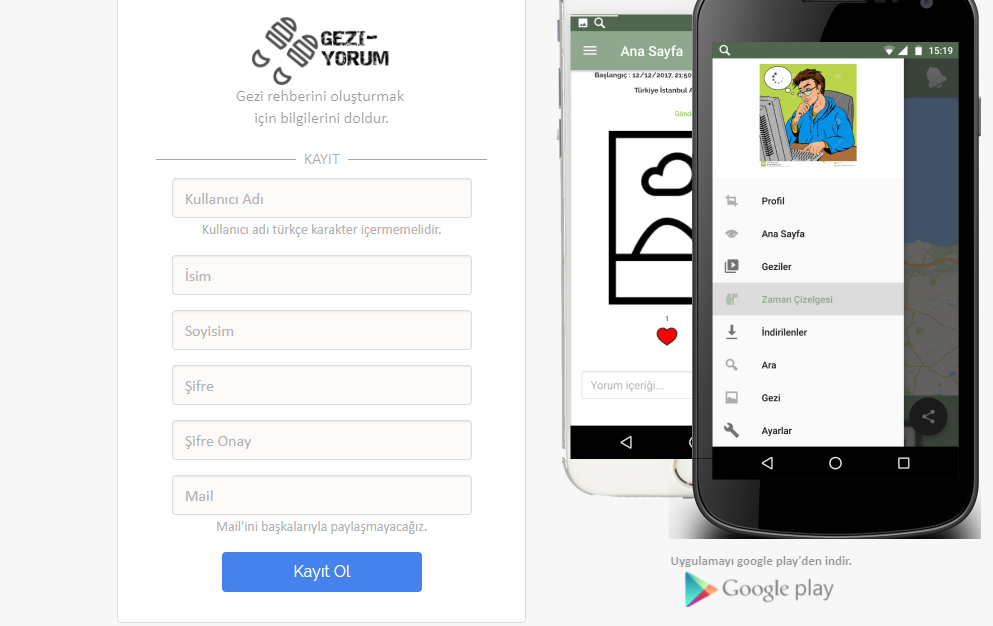 GEZI-
YORUM
Gezi rehberini oluşturmak
için bilgilerini doldur.
KAYIT
Kullanıcı Adı
Kullanıcı adı türkçe karakter içermemelidir.
İsim
Soyisim
Şifre
Şifre Onay
Mail
Mail'ini başkalarıyla paylaşmayacağız.
Kayıt Ol
Ana Sayfa
Başlangıç : 12/12/2017, 21:50
Türkiye İstanbul A
Gönd
1
Yorum içeriği...
15:19
Profil
Ana Sayfa
Geziler
Zaman Çizelgesi
İndirilenler
Ara
Gezi
Ayarlar
Uygulamayı google play'den indir.
Google play